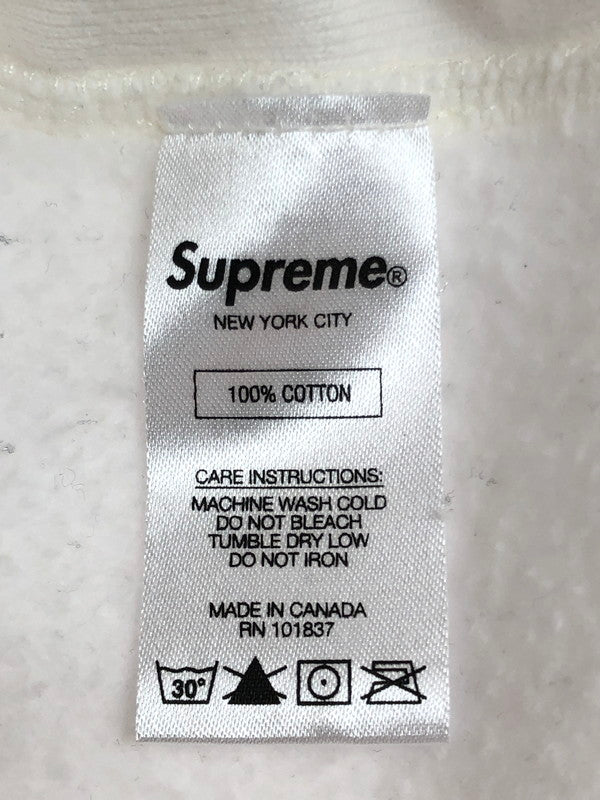 Supreme®
NEW YORK CITY
100% COTTON
CARE INSTRUCTIONS:
MACHINE WASH COLD
DO NOT BLEACH
TUMBLE DRY LOW
DO NOT IRON
MADE IN CANADA
RN 101837
30°